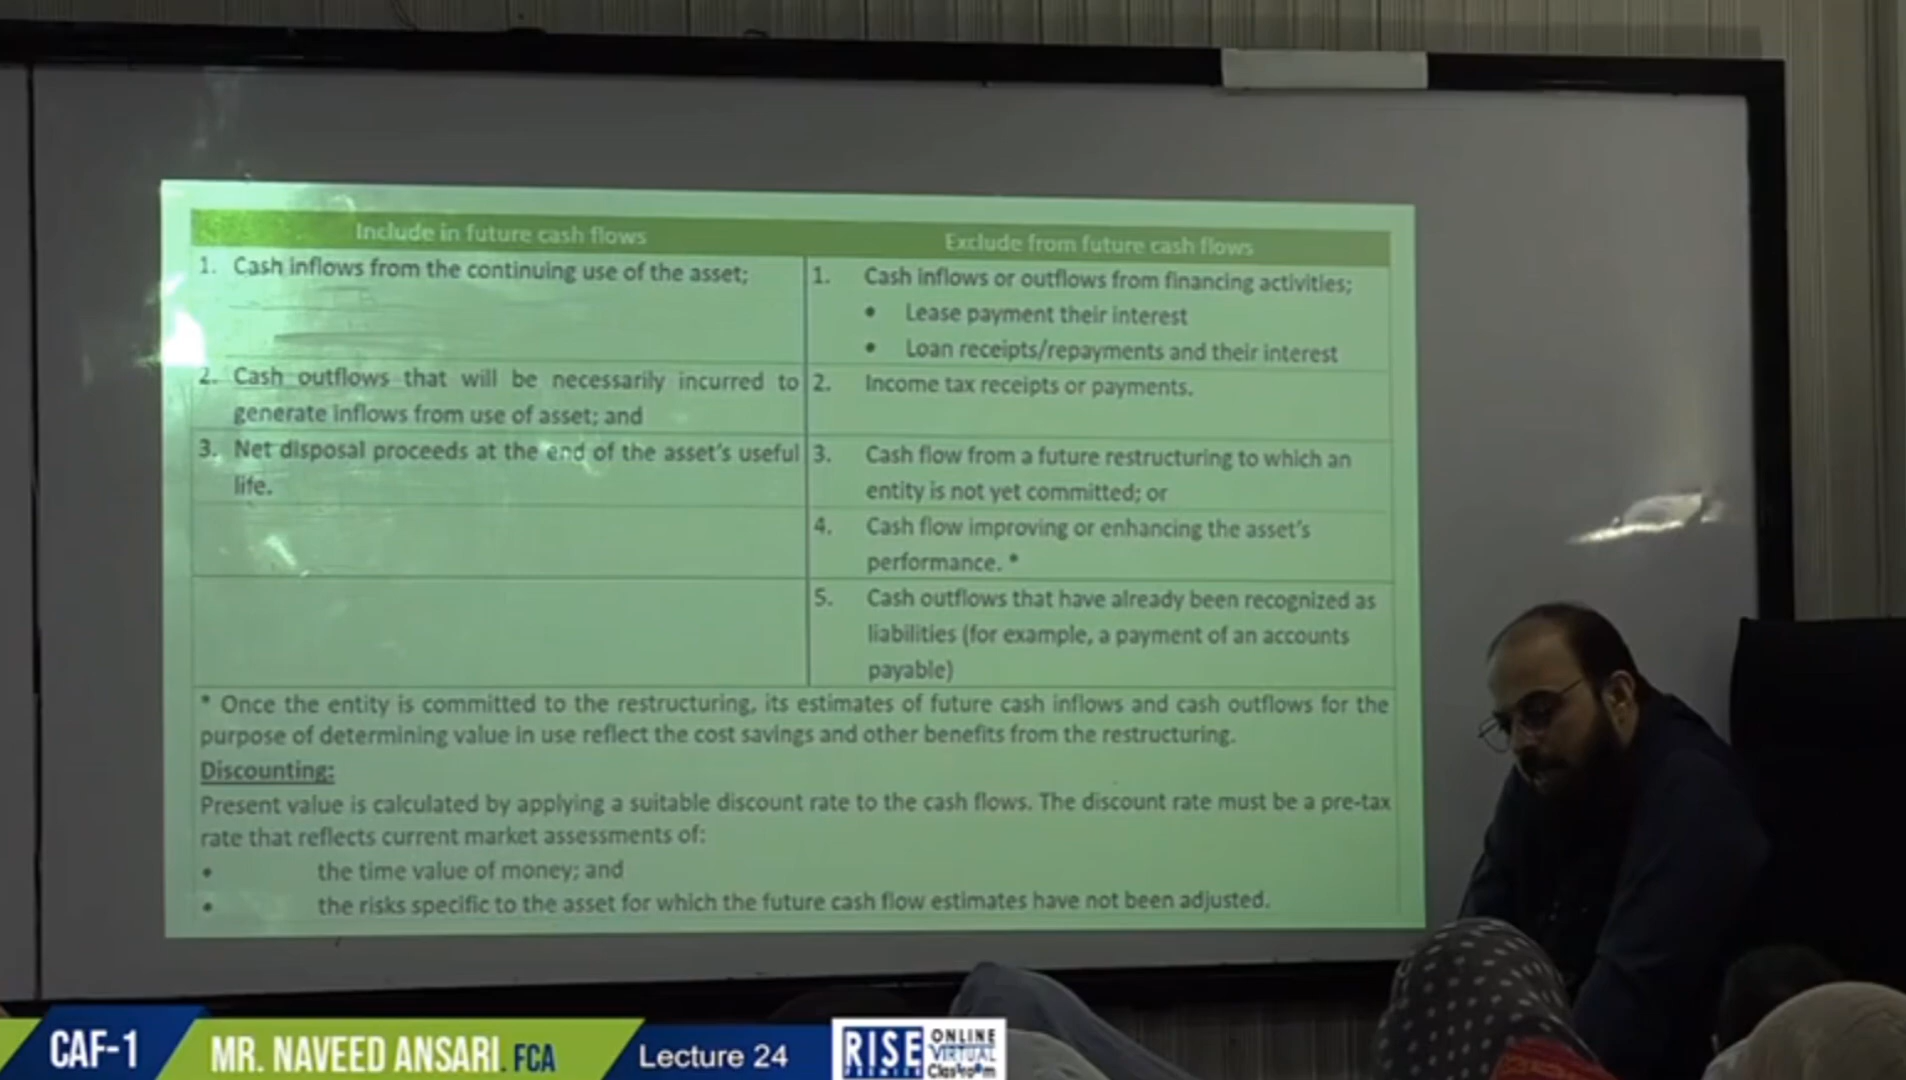 Include in future cash flows
Exclude from future cash flows
1. Cash inflows from the continuing use of the asset;
1. Cash inflows or outflows from financing activities;
• Lease payment their interest
• Loan receipts/repayments and their interest
2. Cash outflows that will be necessarily incurred to
generate inflows from use of asset; and
2. Income tax receipts or payments.
3. Net disposal proceeds at the end of the asset's useful
life.
3. Cash flow from a future restructuring to which an
entity is not yet committed; or
4. Cash flow improving or enhancing the asset's
performance. *
5. Cash outflows that have already been recognized as
liabilities (for example, a payment of an accounts
payable)
* Once the entity is committed to the restructuring, its estimates of future cash inflows and cash outflows for the
purpose of determining value in use reflect the cost savings and other benefits from the restructuring.
Discounting:
Present value is calculated by applying a suitable discount rate to the cash flows. The discount rate must be a pre-tax
rate that reflects current market assessments of:
• the time value of money; and
• the risks specific to the asset for which the future cash flow estimates have not been adjusted.
CAF-1
MR. NAVEED ANSARI. FCA
Lecture 24
RISE
PREMIER
ONLINE
VIRTUAL
Classroom